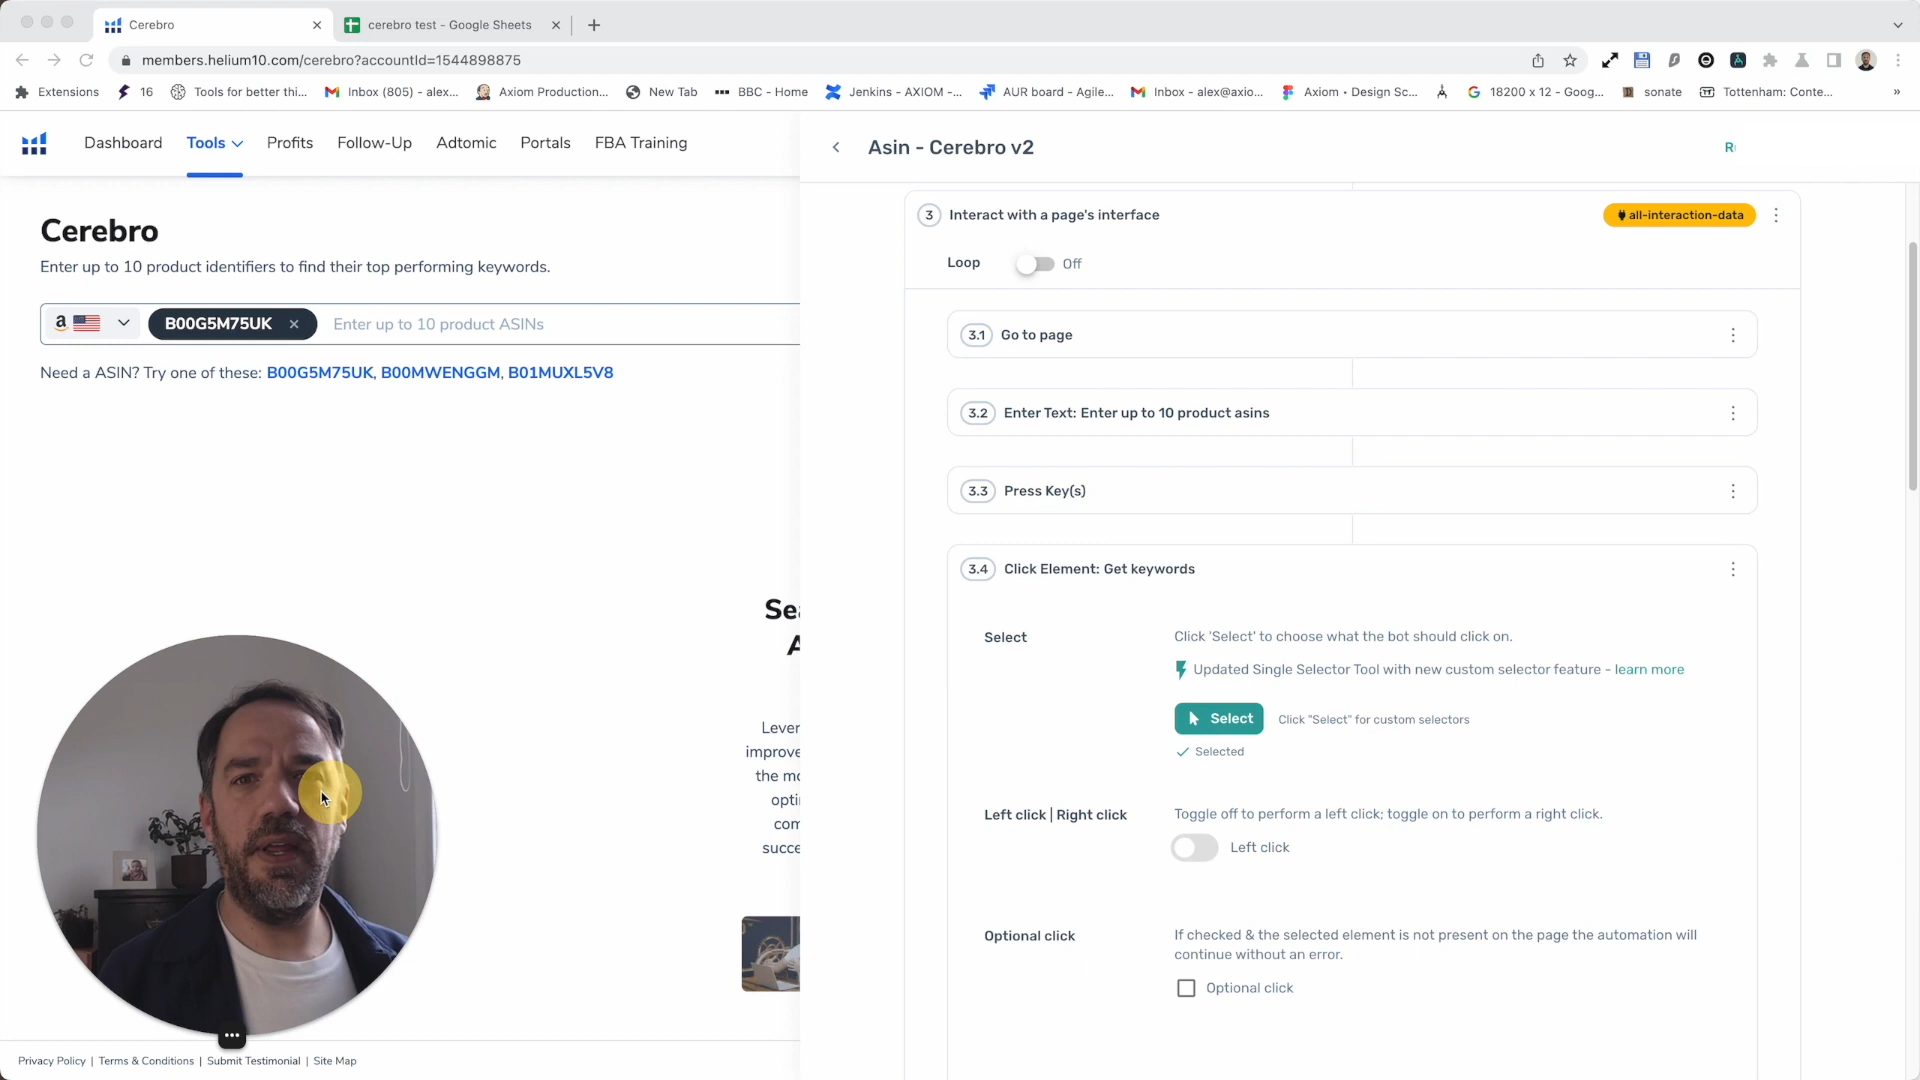 Cerebro
cerebro test - Google Sheets
members.helium10.com/cerebro?accountId=1544898875
Extensions
16
Tools for better thi...
Inbox (805) - alex...
Axiom Production...
New Tab
BBC - Home
Jenkins - AXIOM -...
AUR board - Agile...
Inbox - alex@axio...
Axiom • Design Sc...
18200 x 12 - Goog...
sonate
Tottenham: Conte...
»
Dashboard
Tools
Profits
Follow-Up
Adtomic
Portals
FBA Training
Cerebro
Enter up to 10 product identifiers to find their top performing keywords.
a
B00G5M75UK
Enter up to 10 product ASINs
Need a ASIN? Try one of these: B00G5M75UK, B00MWENGGM, B01MUXL5V8
Lever
improve
Privacy Policy | Terms & Conditions | Submit Testimonial | Site Map
Asin - Cerebro v2
R
3 Interact with a page's interface
all-interaction-data
Loop
Off
3.1 Go to page
3.2 Enter Text: Enter up to 10 product asins
3.3 Press Key(s)
3.4 Click Element: Get keywords
Select
Click 'Select' to choose what the bot should click on.
Updated Single Selector Tool with new custom selector feature - learn more
Select
Click "Select" for custom selectors
Selected
Left click | Right click
Toggle off to perform a left click; toggle on to perform a right click.
Left click
Optional click
If checked & the selected element is not present on the page the automation will
continue without an error.
Optional click